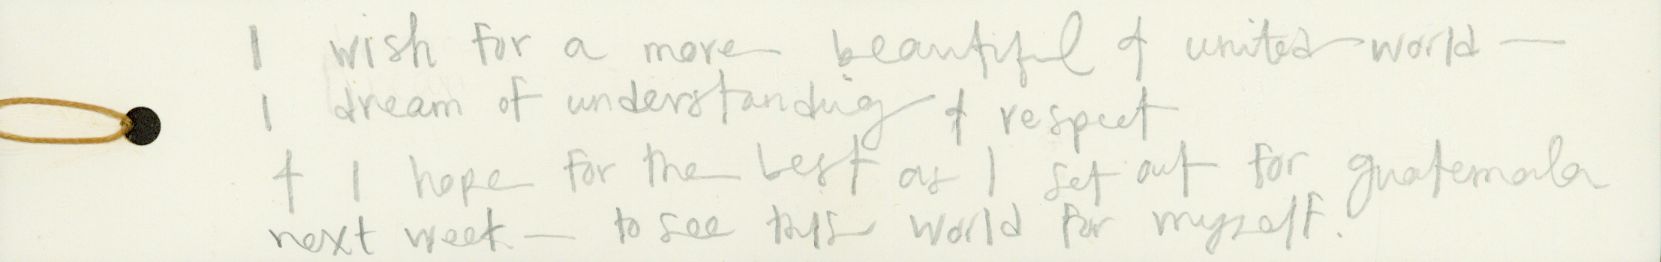 I wish for a more beautiful & united world —
I dream of understanding & respect
& I hope for the best as I set out for guatemala
next week — to see this world for myself.